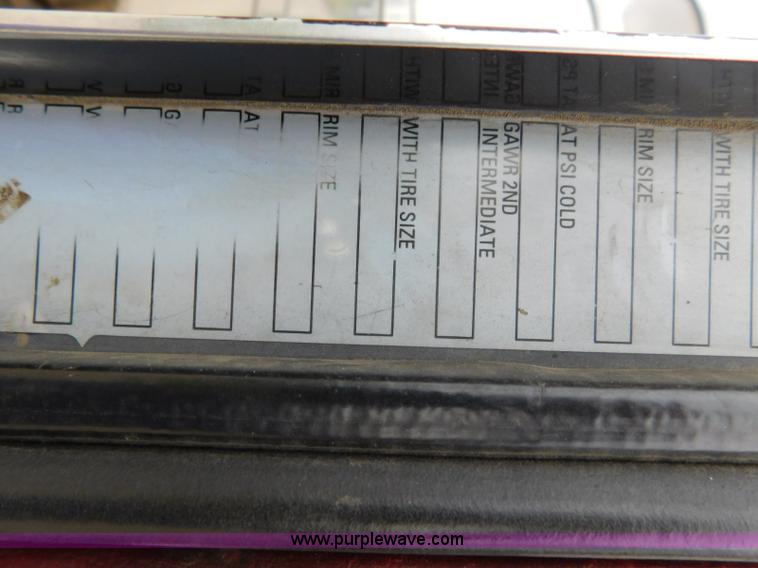 WITH TIRE SIZE
RIM SIZE
AT PSI COLD
GAWR 2ND
INTERMEDIATE
WITH TIRE SIZE
RIM SIZE
AT
G
V
R
www.purplewave.com